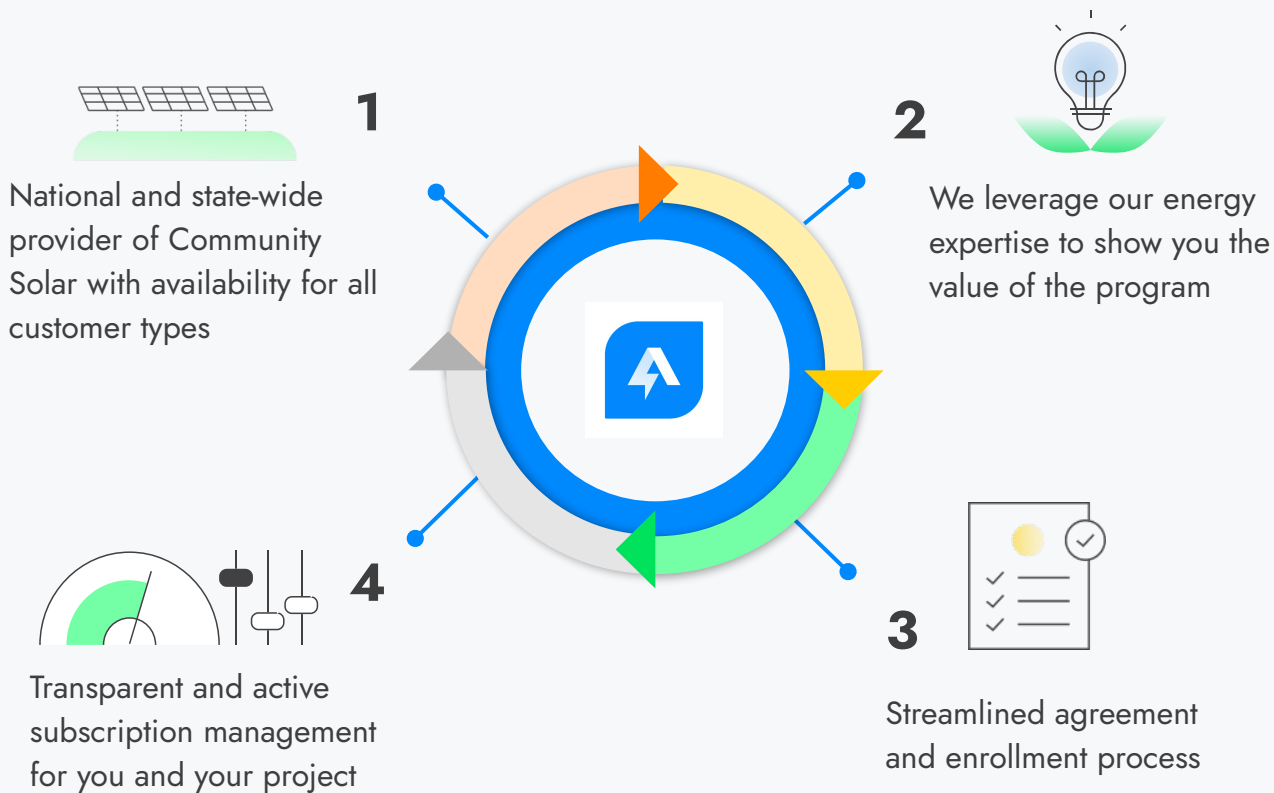 1
National and state-wide
provider of Community
Solar with availability for all
customer types
2
We leverage our energy
expertise to show you the
value of the program
3
Streamlined agreement
and enrollment process
4
Transparent and active
subscription management
for you and your project